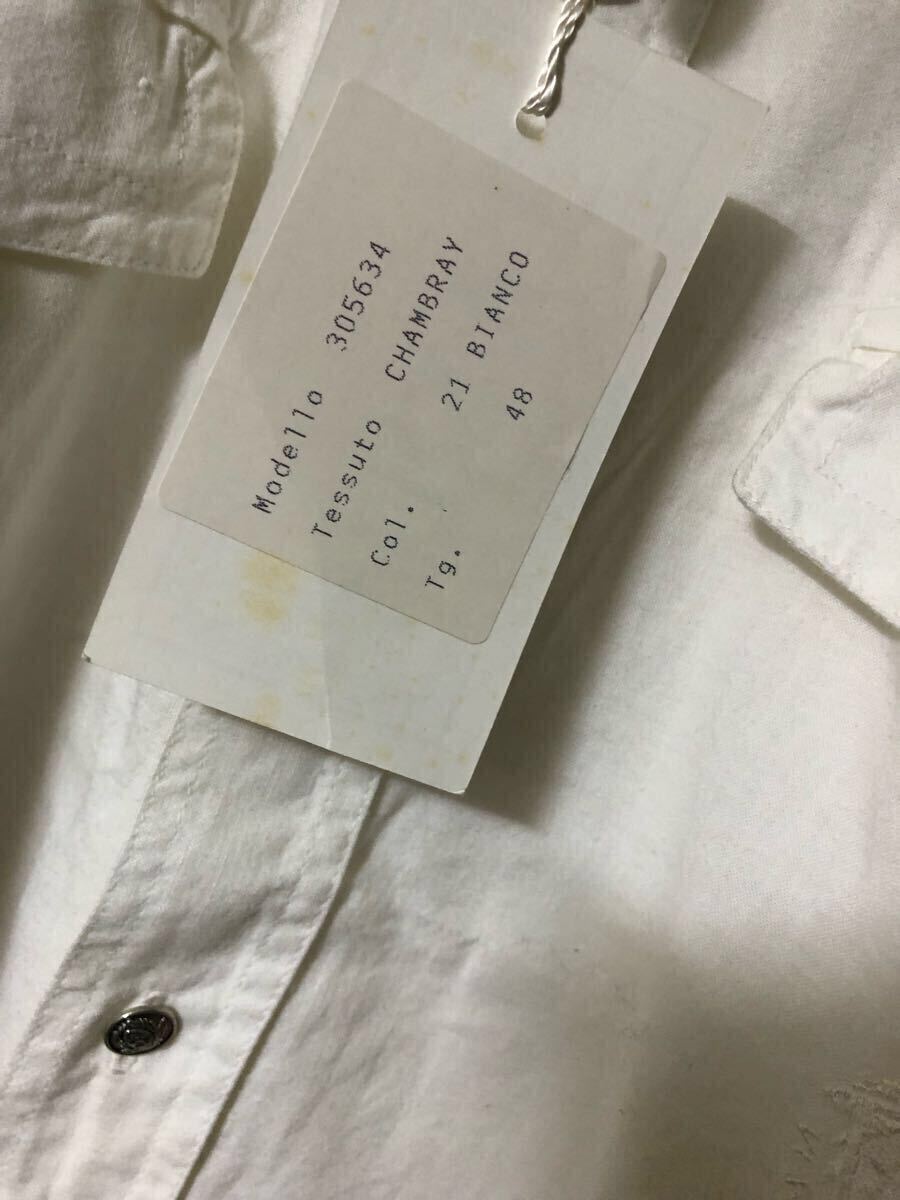 Modello 305634
Tessuto CHAMBRAY
Col. 21 BIANCO
Tg. 48